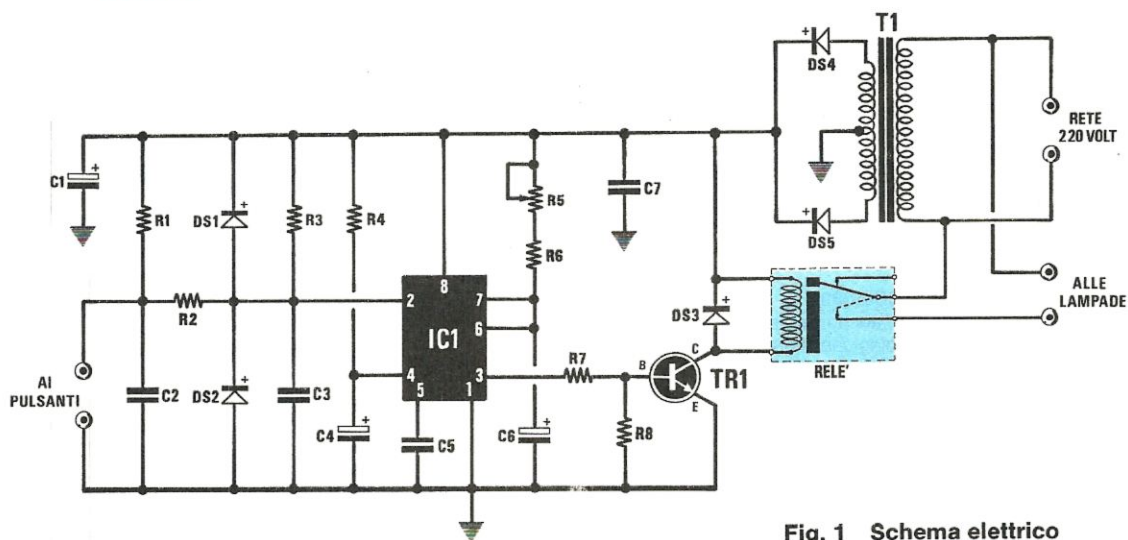 T1
DS4
RETE
220 VOLT
C1
R1
DS1
R3
R4
R5
C7
DS5
R6
8
R2
2
7
6
IC1
DS3
ALLE
LAMPADE
AI
PULSANTI
C2
DS2
C3
4
5
1
3
R7
B
C
E
TR1
RELE'
C4
C5
C6
R8
Fig. 1 Schema elettrico